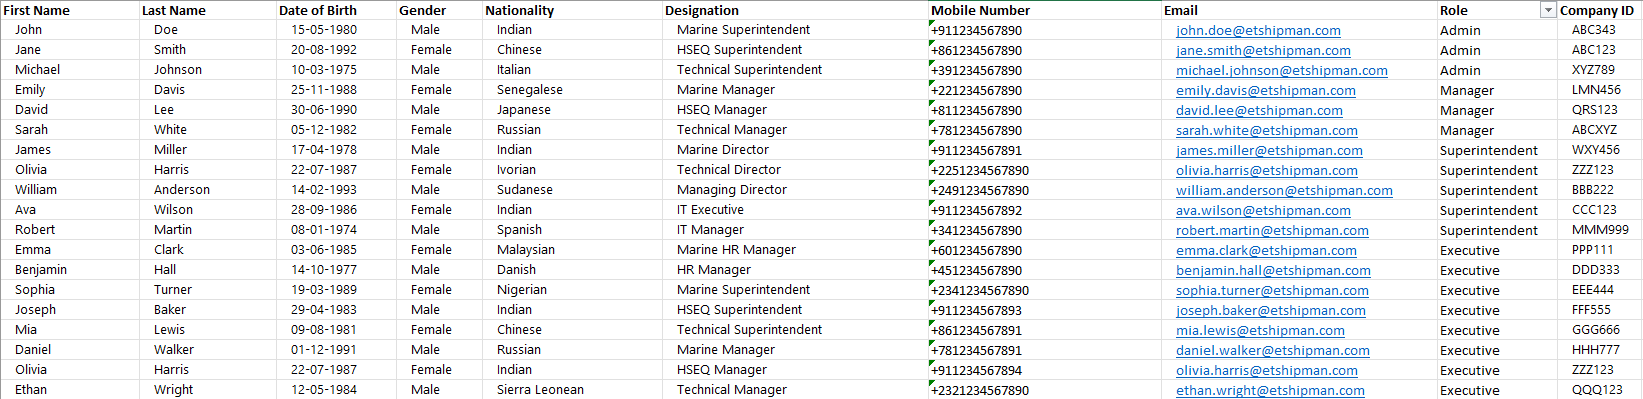 First Name Last Name Date of Birth Gender Nationality Designation Mobile Number Email Role Company ID
John Doe 15-05-1980 Male Indian Marine Superintendent +911234567890 john.doe@etshipman.com Admin ABC343
Jane Smith 20-08-1992 Female Chinese HSEQ Superintendent +861234567890 jane.smith@etshipman.com Admin ABC123
Michael Johnson 10-03-1975 Male Italian Technical Superintendent +391234567890 michael.johnson@etshipman.com Admin XYZ789
Emily Davis 25-11-1988 Female Senegalese Marine Manager +221234567890 emily.davis@etshipman.com Manager LMN456
David Lee 30-06-1990 Male Japanese HSEQ Manager +811234567890 david.lee@etshipman.com Manager QRS123
Sarah White 05-12-1982 Female Russian Technical Manager +781234567890 sarah.white@etshipman.com Manager ABCXYZ
James Miller 17-04-1978 Male Indian Marine Director +911234567891 james.miller@etshipman.com Superintendent WXY456
Olivia Harris 22-07-1987 Female Ivorian Technical Director +2251234567890 olivia.harris@etshipman.com Superintendent ZZZ123
William Anderson 14-02-1993 Male Sudanese Managing Director +2491234567890 william.anderson@etshipman.com Superintendent BBB222
Ava Wilson 28-09-1986 Female Indian IT Executive +911234567892 ava.wilson@etshipman.com Superintendent CCC123
Robert Martin 08-01-1974 Male Spanish IT Manager +341234567890 robert.martin@etshipman.com Superintendent MMM999
Emma Clark 03-06-1985 Female Malaysian Marine HR Manager +601234567890 emma.clark@etshipman.com Executive PPP111
Benjamin Hall 14-10-1977 Male Danish HR Manager +451234567890 benjamin.hall@etshipman.com Executive DDD333
Sophia Turner 19-03-1989 Female Nigerian Marine Superintendent +2341234567890 sophia.turner@etshipman.com Executive EEE444
Joseph Baker 29-04-1983 Male Indian HSEQ Superintendent +911234567893 joseph.baker@etshipman.com Executive FFF555
Mia Lewis 09-08-1981 Female Chinese Technical Superintendent +861234567891 mia.lewis@etshipman.com Executive GGG666
Daniel Walker 01-12-1991 Male Russian Marine Manager +781234567891 daniel.walker@etshipman.com Executive HHH777
Olivia Harris 22-07-1987 Female Indian HSEQ Manager +911234567894 olivia.harris@etshipman.com Executive ZZZ123
Ethan Wright 12-05-1984 Male Sierra Leonean Technical Manager +2321234567890 ethan.wright@etshipman.com Executive QQQ123